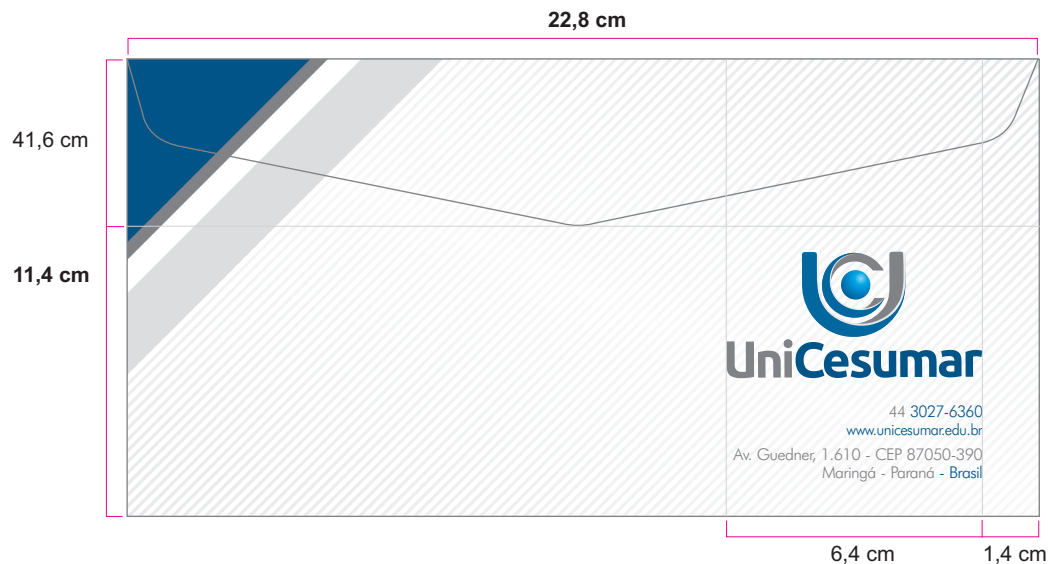 22,8 cm
41,6 cm
11,4 cm
UniCesumar
44 3027-6360
www.unicesumar.edu.br
Av. Guedner, 1.610 - CEP 87050-390
Maringá - Paraná - Brasil
6,4 cm
1,4 cm